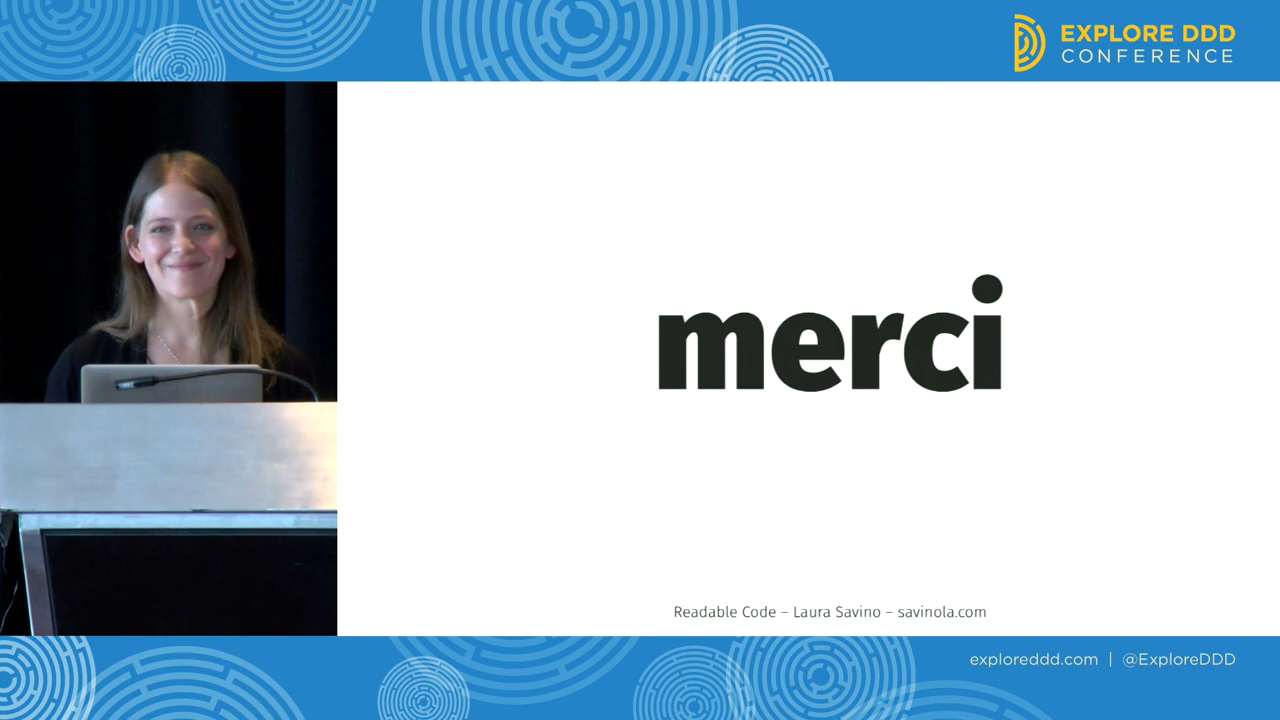 EXPLORE DDD
CONFERENCE
merci
Readable Code – Laura Savino – savinola.com
exploreddd.com | @ExploreDDD